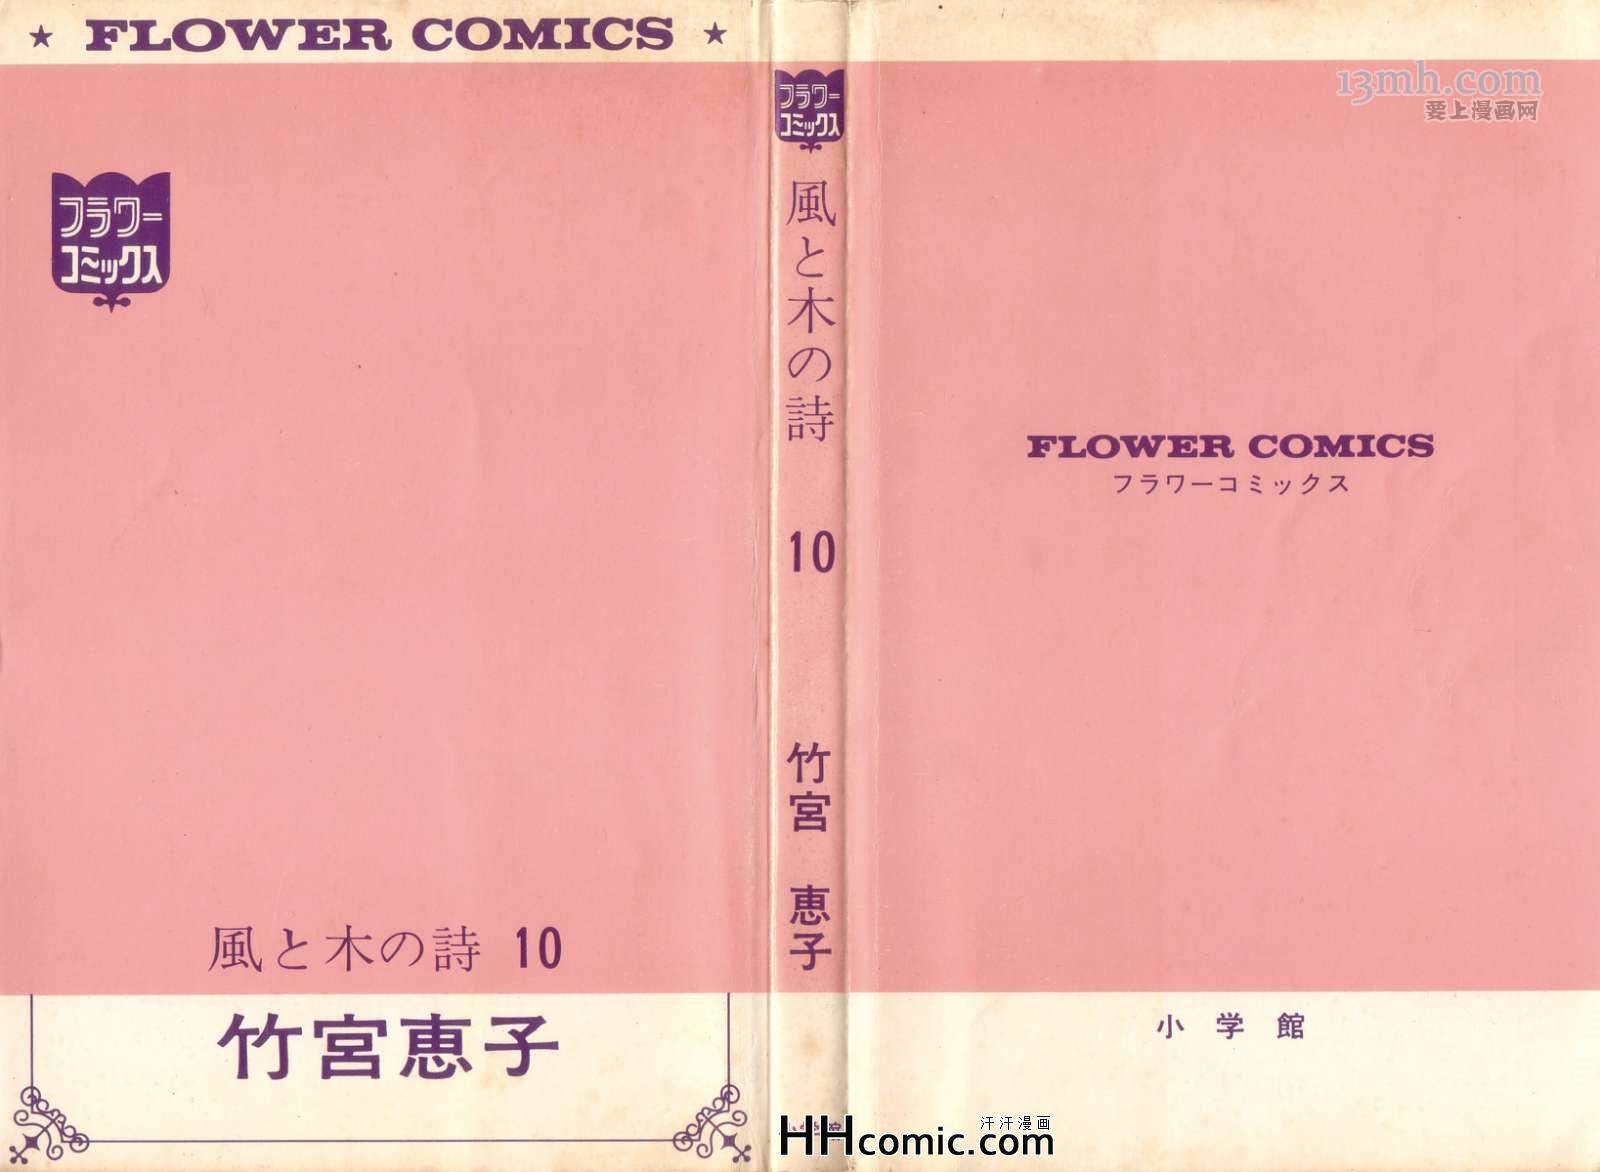 ★ FLOWER COMICS ★
フラワー
コミックス
風と木の詩 10
竹宮恵子
フラワー
コミックス
風と木の詩
10
竹宮 恵子
13mh.com
爱上漫画网
FLOWER COMICS
フラワーコミックス
小学館
汗汗漫画
HHcomic.com